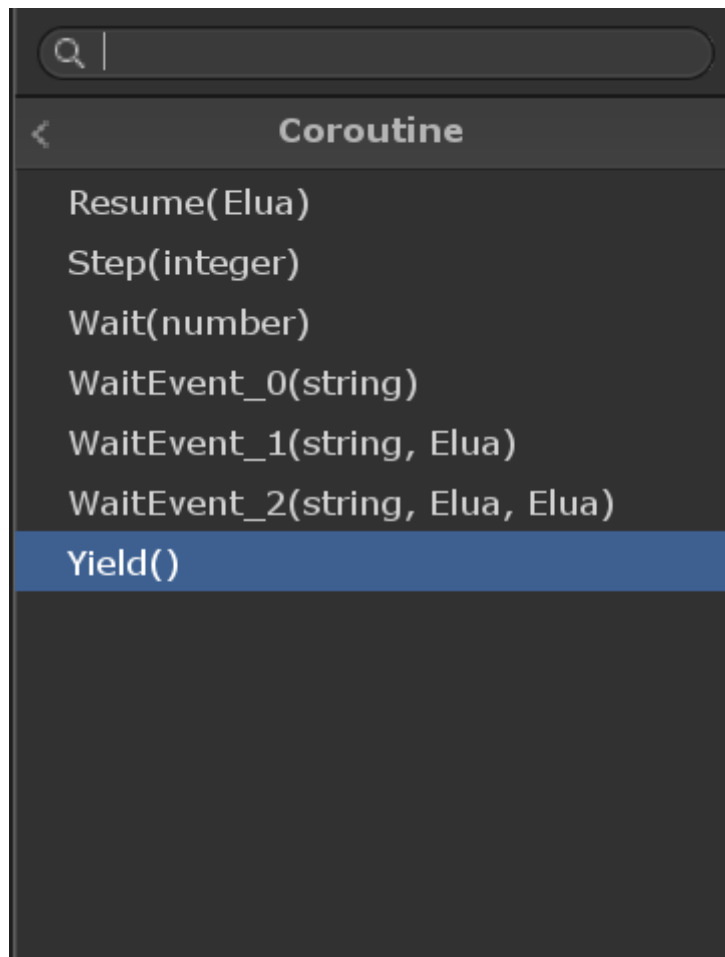 Coroutine
Resume(Elua)
Step(integer)
Wait(number)
WaitEvent_0(string)
WaitEvent_1(string, Elua)
WaitEvent_2(string, Elua, Elua)
Yield()